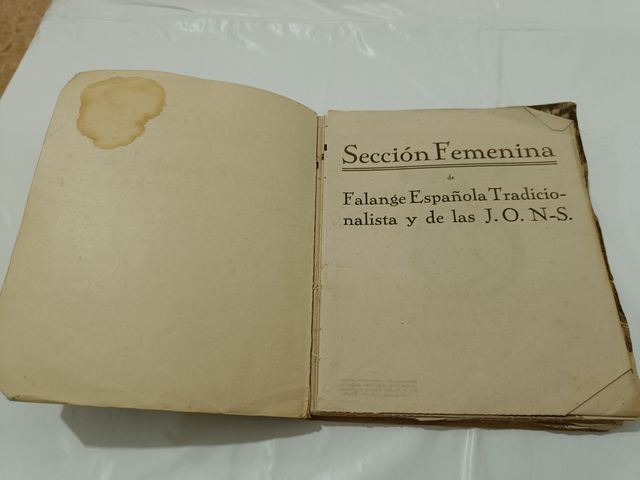 Sección Femenina
de
Falange Española Tradicio-
nalista y de las J. O. N-S.